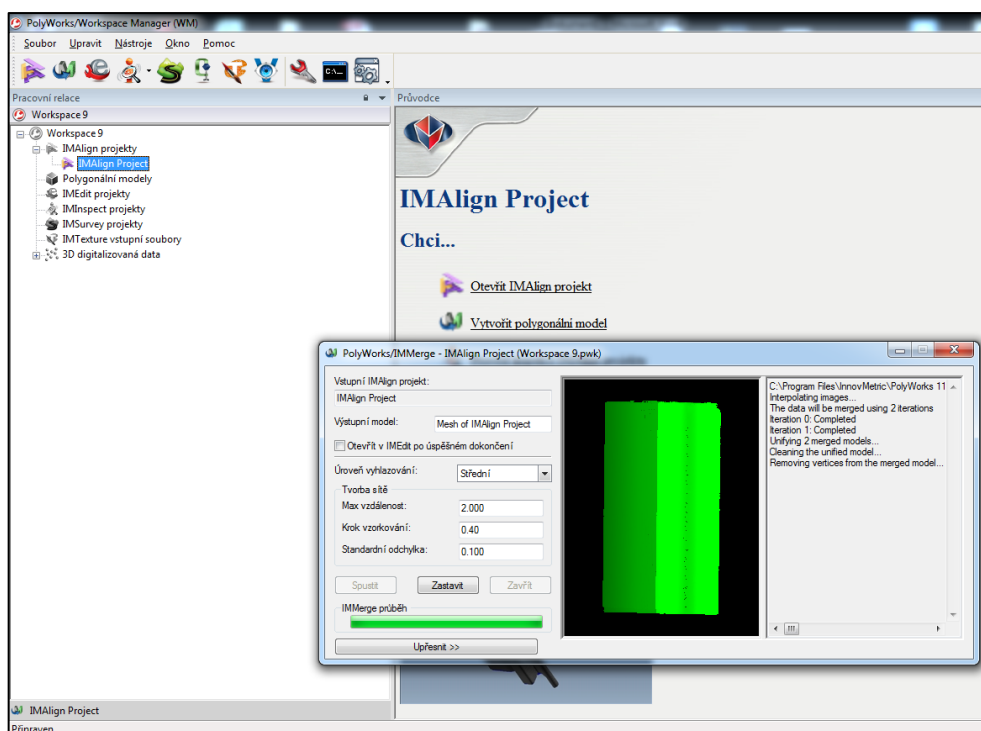 PolyWorks/Workspace Manager (WM)
Soubor Upravit Nástroje Okno Pomoc
C:\_
Pracovní relace
Průvodce
Workspace 9
Workspace 9
IMAlign projekty
IMAlign Project
Polygonální modely
IMEdit projekty
IMInspect projekty
IMSurvey projekty
IMTexture vstupní soubory
3D digitalizovaná data
IMAlign Project
Chci...
Otevřít IMAlign projekt
Vytvořit polygonální model
PolyWorks/IMMerge - IMAlign Project (Workspace 9.pwk)
Vstupní IMAlign projekt:
IMAlign Project
Výstupní model:
Mesh of IMAlign Project
Otevřít v IMEdit po úspěšném dokončení
Úroveň vyhlazování:
Střední
Tvorba sítě
Max vzdálenost:
2.000
Krok vzorkování:
0.40
Standardní odchylka:
0.100
Spustit
Zastavit
Zavřít
IMMerge průběh
Upřesnit >>
C:\Program Files\InnovMetric\PolyWorks 11
Interpolating images...
The data will be merged using 2 iterations
Iteration 0: Completed
Iteration 1: Completed
Unifying 2 merged models...
Cleaning the unified model...
Removing vertices from the merged model...
IMAlign Project
Připraven